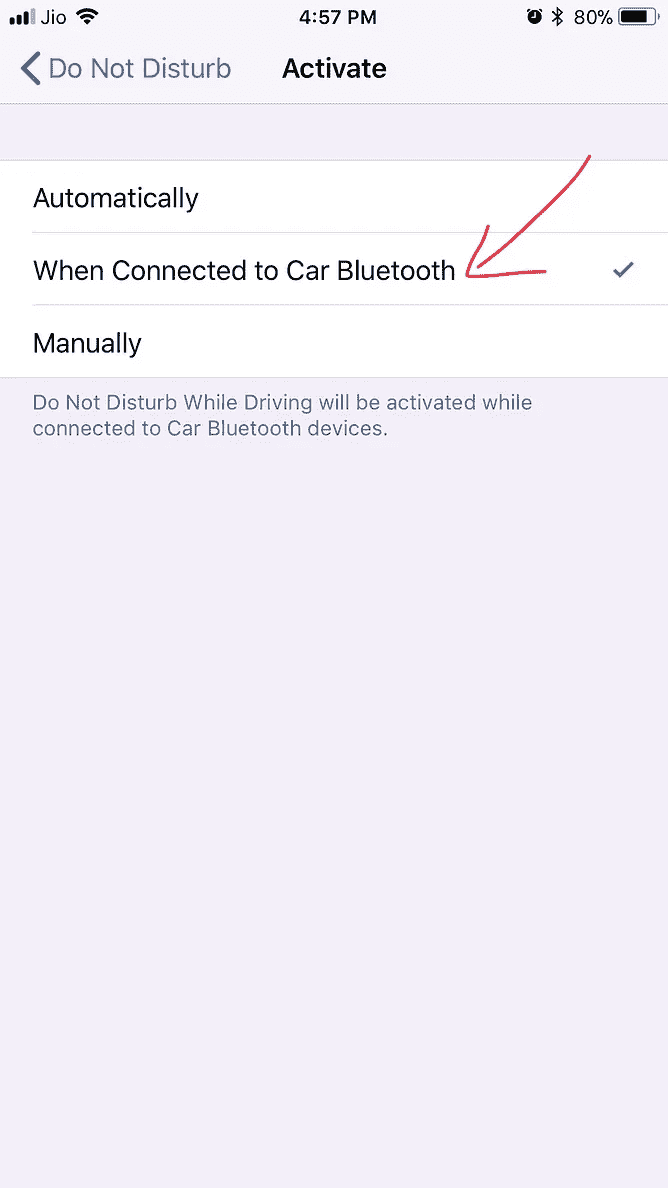 Jio 4:57 PM 80%
Do Not Disturb Activate
Automatically
When Connected to Car Bluetooth
Manually
Do Not Disturb While Driving will be activated while
connected to Car Bluetooth devices.